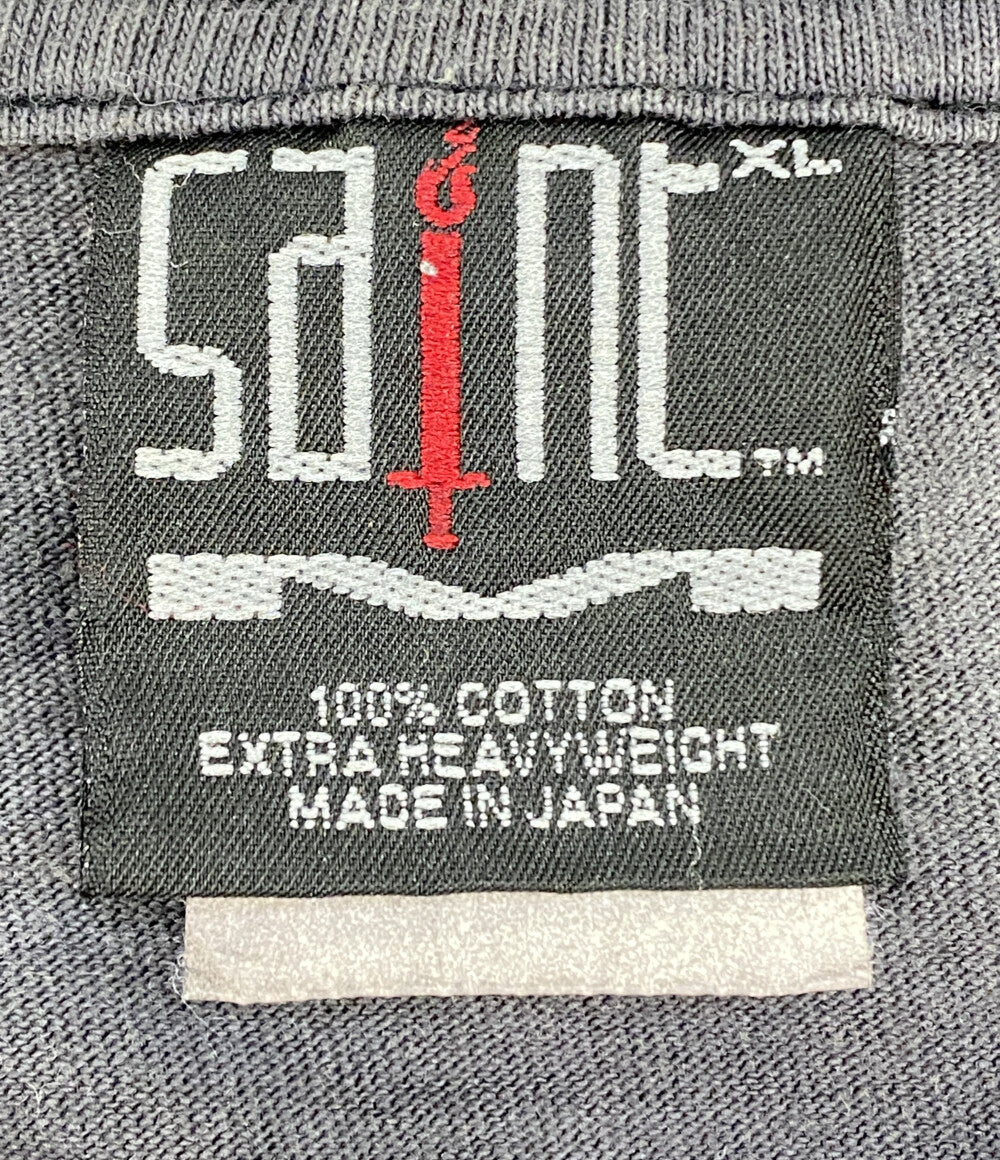 saint XL
TM
100% COTTON
EXTRA HEAVYWEIGHT
MADE IN JAPAN